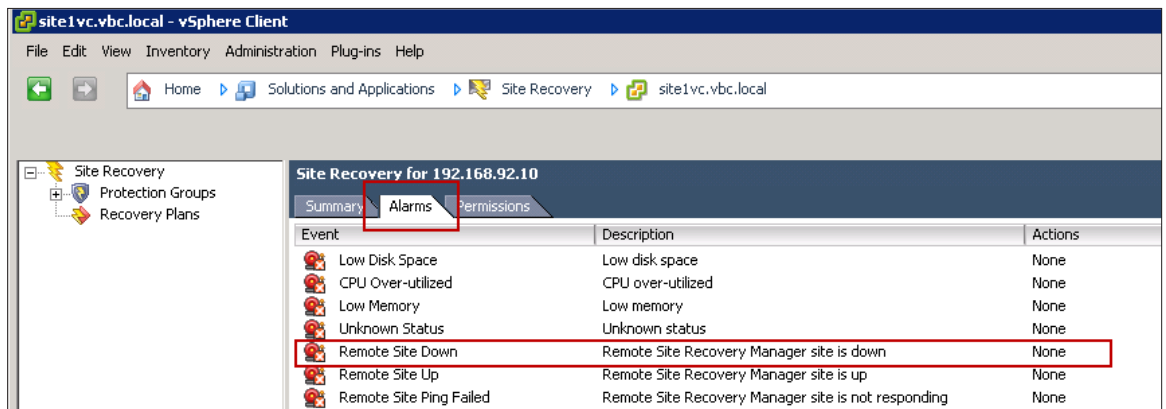 site1vc.vbc.local - vSphere Client
File Edit View Inventory Administration Plug-ins Help
Home Solutions and Applications Site Recovery site1vc.vbc.local
Site Recovery
Protection Groups
Recovery Plans
Site Recovery for 192.168.92.10
Summary Alarms Permissions
Event Description Actions
Low Disk Space Low disk space None
CPU Over-utilized CPU over-utilized None
Low Memory Low memory None
Unknown Status Unknown status None
Remote Site Down Remote Site Recovery Manager site is down None
Remote Site Up Remote Site Recovery Manager site is up None
Remote Site Ping Failed Remote Site Recovery Manager site is not responding None